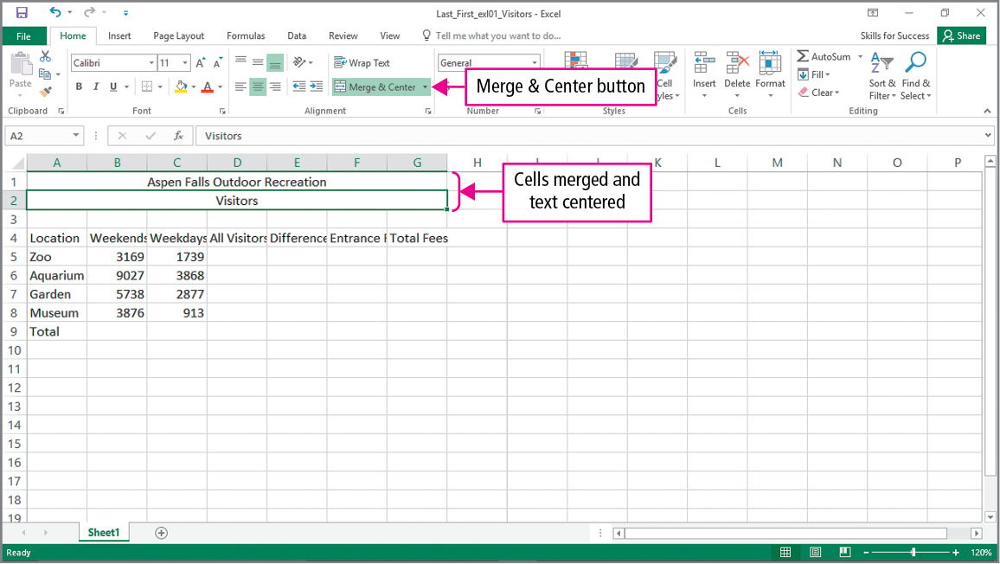 Last_First_exl01_Visitors - Excel
File Home Insert Page Layout Formulas Data Review View Tell me what you want to do... Skills for Success Share
Paste
Calibri 11
B I U
A
Wrap Text
Merge & Center
General
Cell
yles
Insert Delete Format
AutoSum
Fill
Clear
Sort & Filter
Find & Select
Clipboard Font Alignment Number Styles Cells Editing
Merge & Center button
A2 fx Visitors
A B C D E F G H K L M N O P
1 Aspen Falls Outdoor Recreation
2 Visitors
Cells merged and
text centered
3
4 Location Weekends Weekdays All Visitors Difference Entrance F Total Fees
5 Zoo 3169 1739
6 Aquarium 9027 3868
7 Garden 5738 2877
8 Museum 3876 913
9 Total
10
11
12
13
14
15
16
17
18
19
Sheet1
Ready 120%